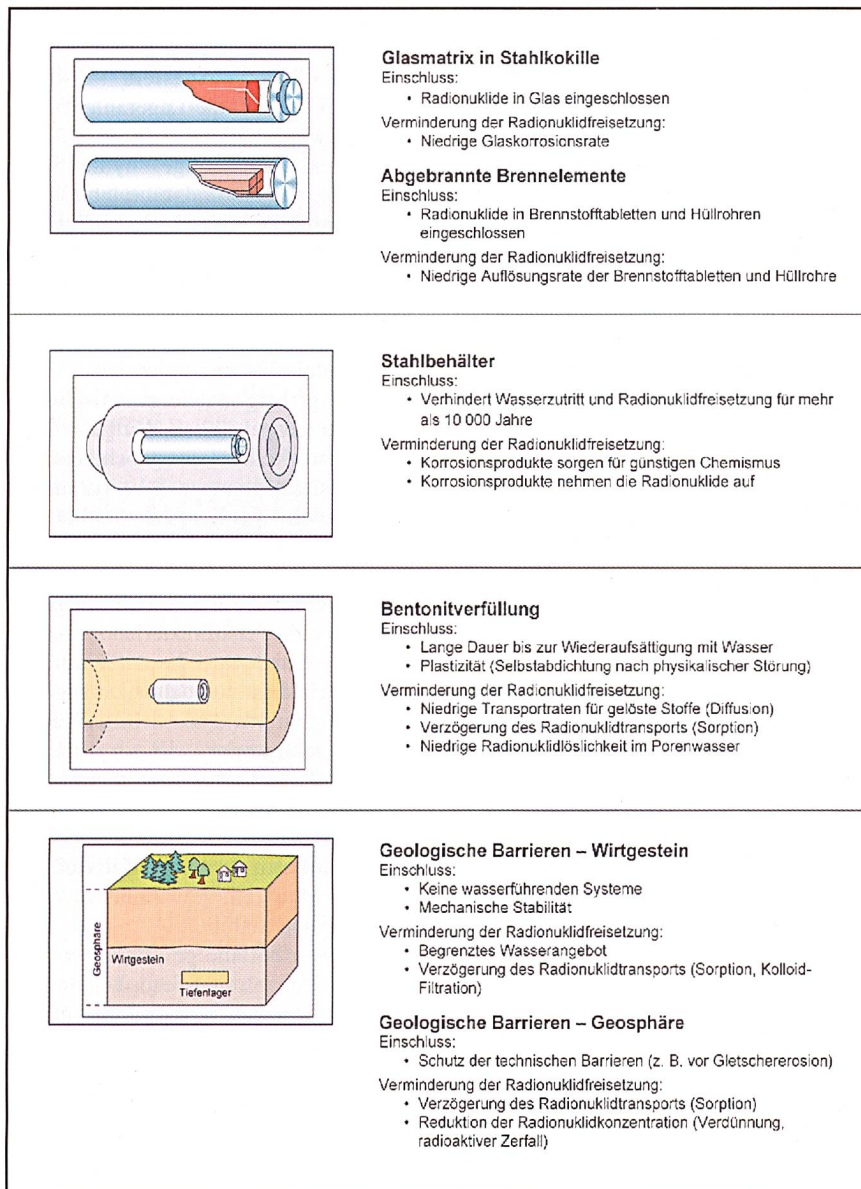 Glasmatrix in Stahlkokille
Einschluss:
• Radionuklide in Glas eingeschlossen
Verminderung der Radionuklidfreisetzung:
• Niedrige Glaskorrosionsrate
Abgebrannte Brennelemente
Einschluss:
• Radionuklide in Brennstofftabletten und Hüllrohren
eingeschlossen
Verminderung der Radionuklidfreisetzung:
• Niedrige Auflösungsrate der Brennstofftabletten und Hüllrohre
Stahlbehälter
Einschluss:
• Verhindert Wasserzutritt und Radionuklidfreisetzung für mehr
als 10 000 Jahre
Verminderung der Radionuklidfreisetzung:
• Korrosionsprodukte sorgen für günstigen Chemismus
• Korrosionsprodukte nehmen die Radionuklide auf
Bentonitverfüllung
Einschluss:
• Lange Dauer bis zur Wiederaufsättigung mit Wasser
• Plastizität (Selbstabdichtung nach physikalischer Störung)
Verminderung der Radionuklidfreisetzung:
• Niedrige Transportraten für gelöste Stoffe (Diffusion)
• Verzögerung des Radionuklidtransports (Sorption)
• Niedrige Radionuklidlöslichkeit im Porenwasser
Geosphäre
Wirtgestein
Tiefenlager
Geologische Barrieren – Wirtgestein
Einschluss:
• Keine wasserführenden Systeme
• Mechanische Stabilität
Verminderung der Radionuklidfreisetzung:
• Begrenztes Wasserangebot
• Verzögerung des Radionuklidtransports (Sorption, Kolloid-
Filtration)
Geologische Barrieren – Geosphäre
Einschluss:
• Schutz der technischen Barrieren (z. B. vor Gletschererosion)
Verminderung der Radionuklidfreisetzung:
• Verzögerung des Radionuklidtransports (Sorption)
• Reduktion der Radionuklidkonzentration (Verdünnung,
radioaktiver Zerfall)